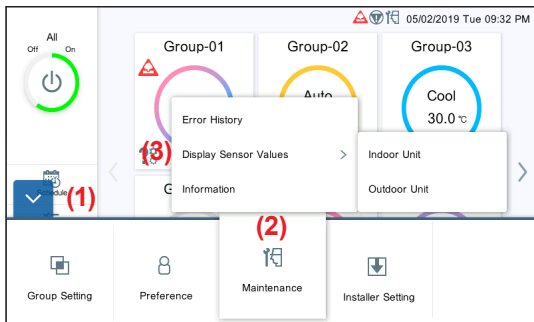 05/02/2019 Tue 09:32 PM
All
Off On
Group-01
Group-02
Group-03
Auto
Cool
30.0 ℃
Error History
(3)
Display Sensor Values >
Indoor Unit
Information
Outdoor Unit
Schedule
(1)
G
(2)
Group Setting
Preference
Maintenance
Installer Setting